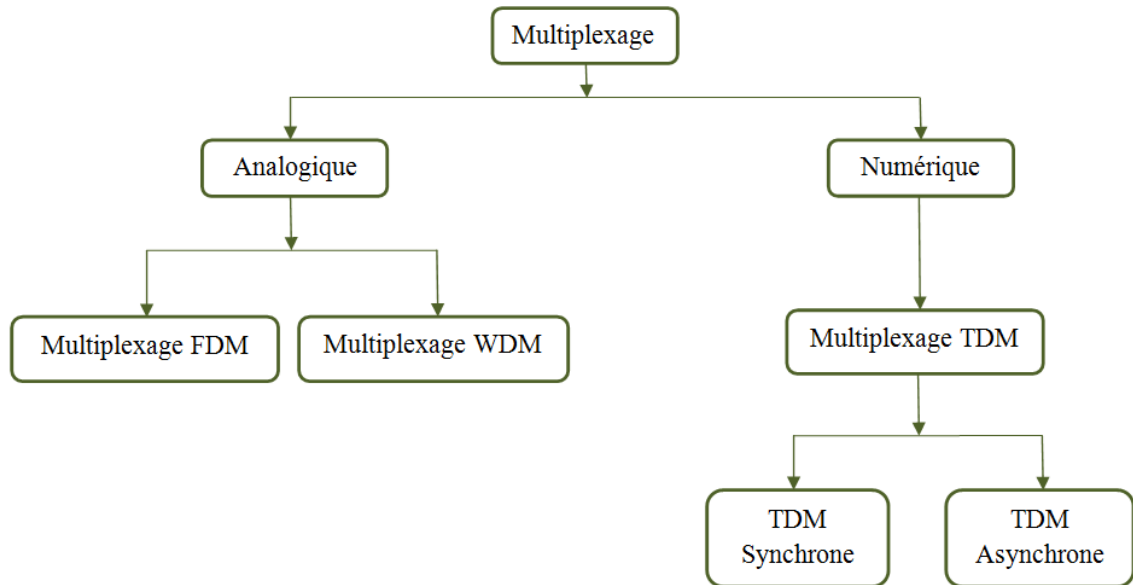 Multiplexage
Analogique
Numérique
Multiplexage FDM
Multiplexage WDM
Multiplexage TDM
TDM
Synchrone
TDM
Asynchrone